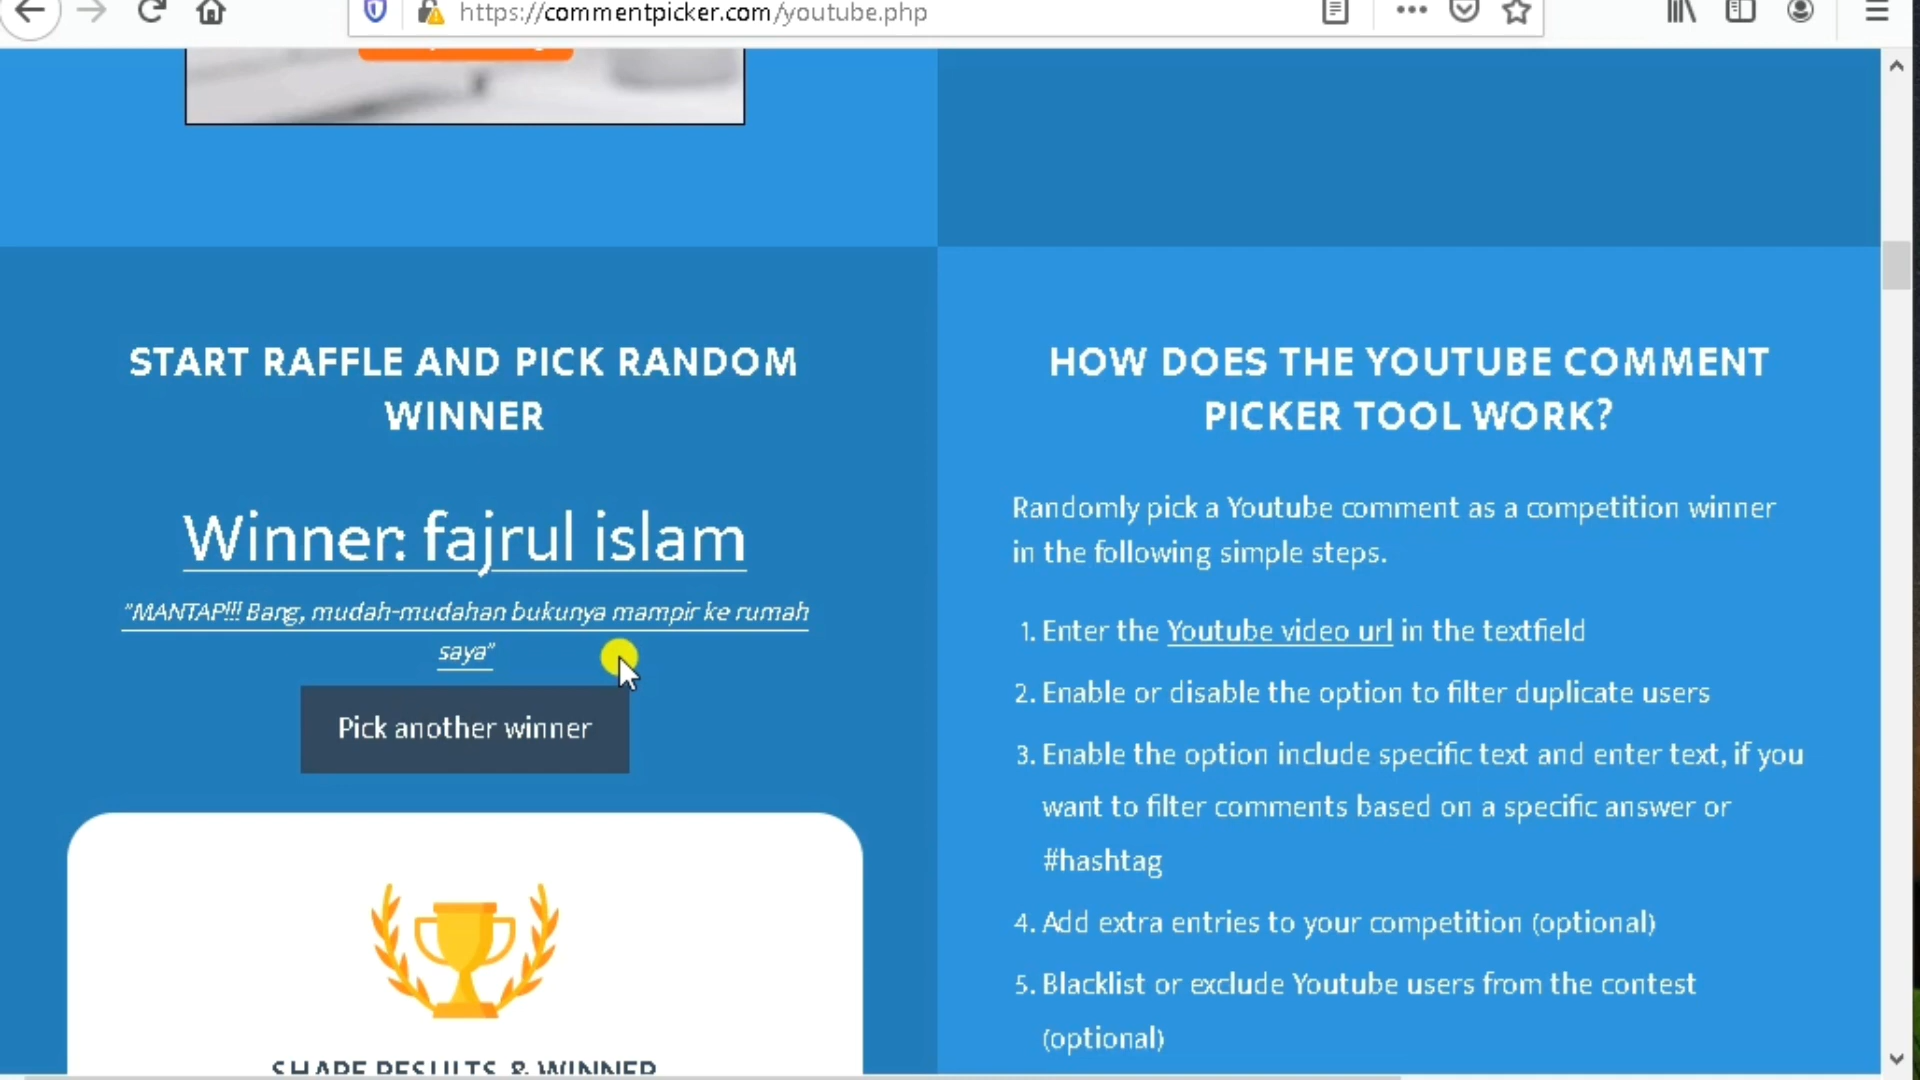 https://commentpicker.com/youtube.php
START RAFFLE AND PICK RANDOM
WINNER
Winner: fajrul islam
"MANTAP!!! Bang, mudah-mudahan bukunya mampir ke rumah
saya"
Pick another winner
SHARE RESULTS & WINNER
HOW DOES THE YOUTUBE COMMENT
PICKER TOOL WORK?
Randomly pick a Youtube comment as a competition winner
in the following simple steps.
1. Enter the Youtube video url in the textfield
2. Enable or disable the option to filter duplicate users
3. Enable the option include specific text and enter text, if you
want to filter comments based on a specific answer or
#hashtag
4. Add extra entries to your competition (optional)
5. Blacklist or exclude Youtube users from the contest
(optional)